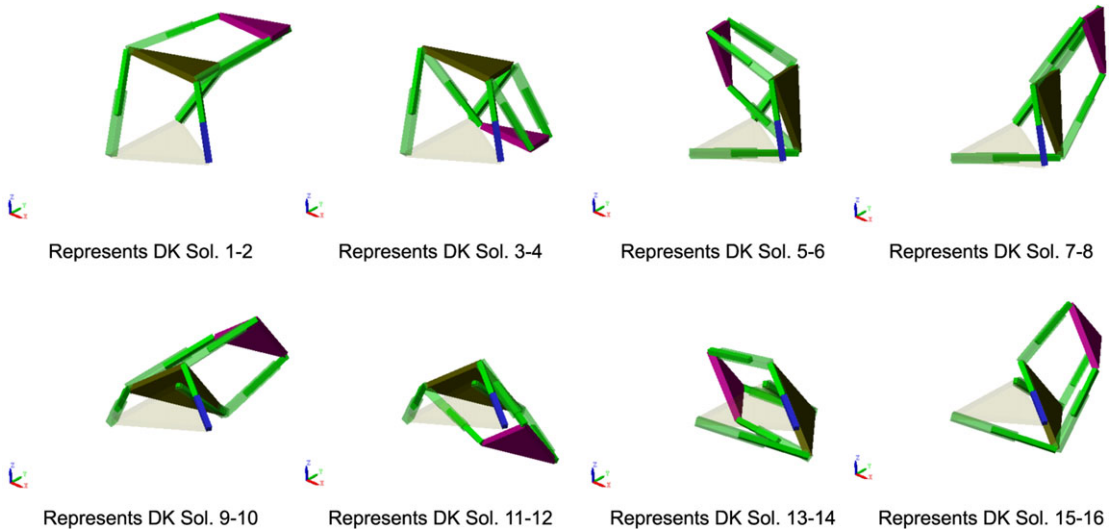 Represents DK Sol. 1-2
Represents DK Sol. 3-4
Represents DK Sol. 5-6
Represents DK Sol. 7-8
Represents DK Sol. 9-10
Represents DK Sol. 11-12
Represents DK Sol. 13-14
Represents DK Sol. 15-16